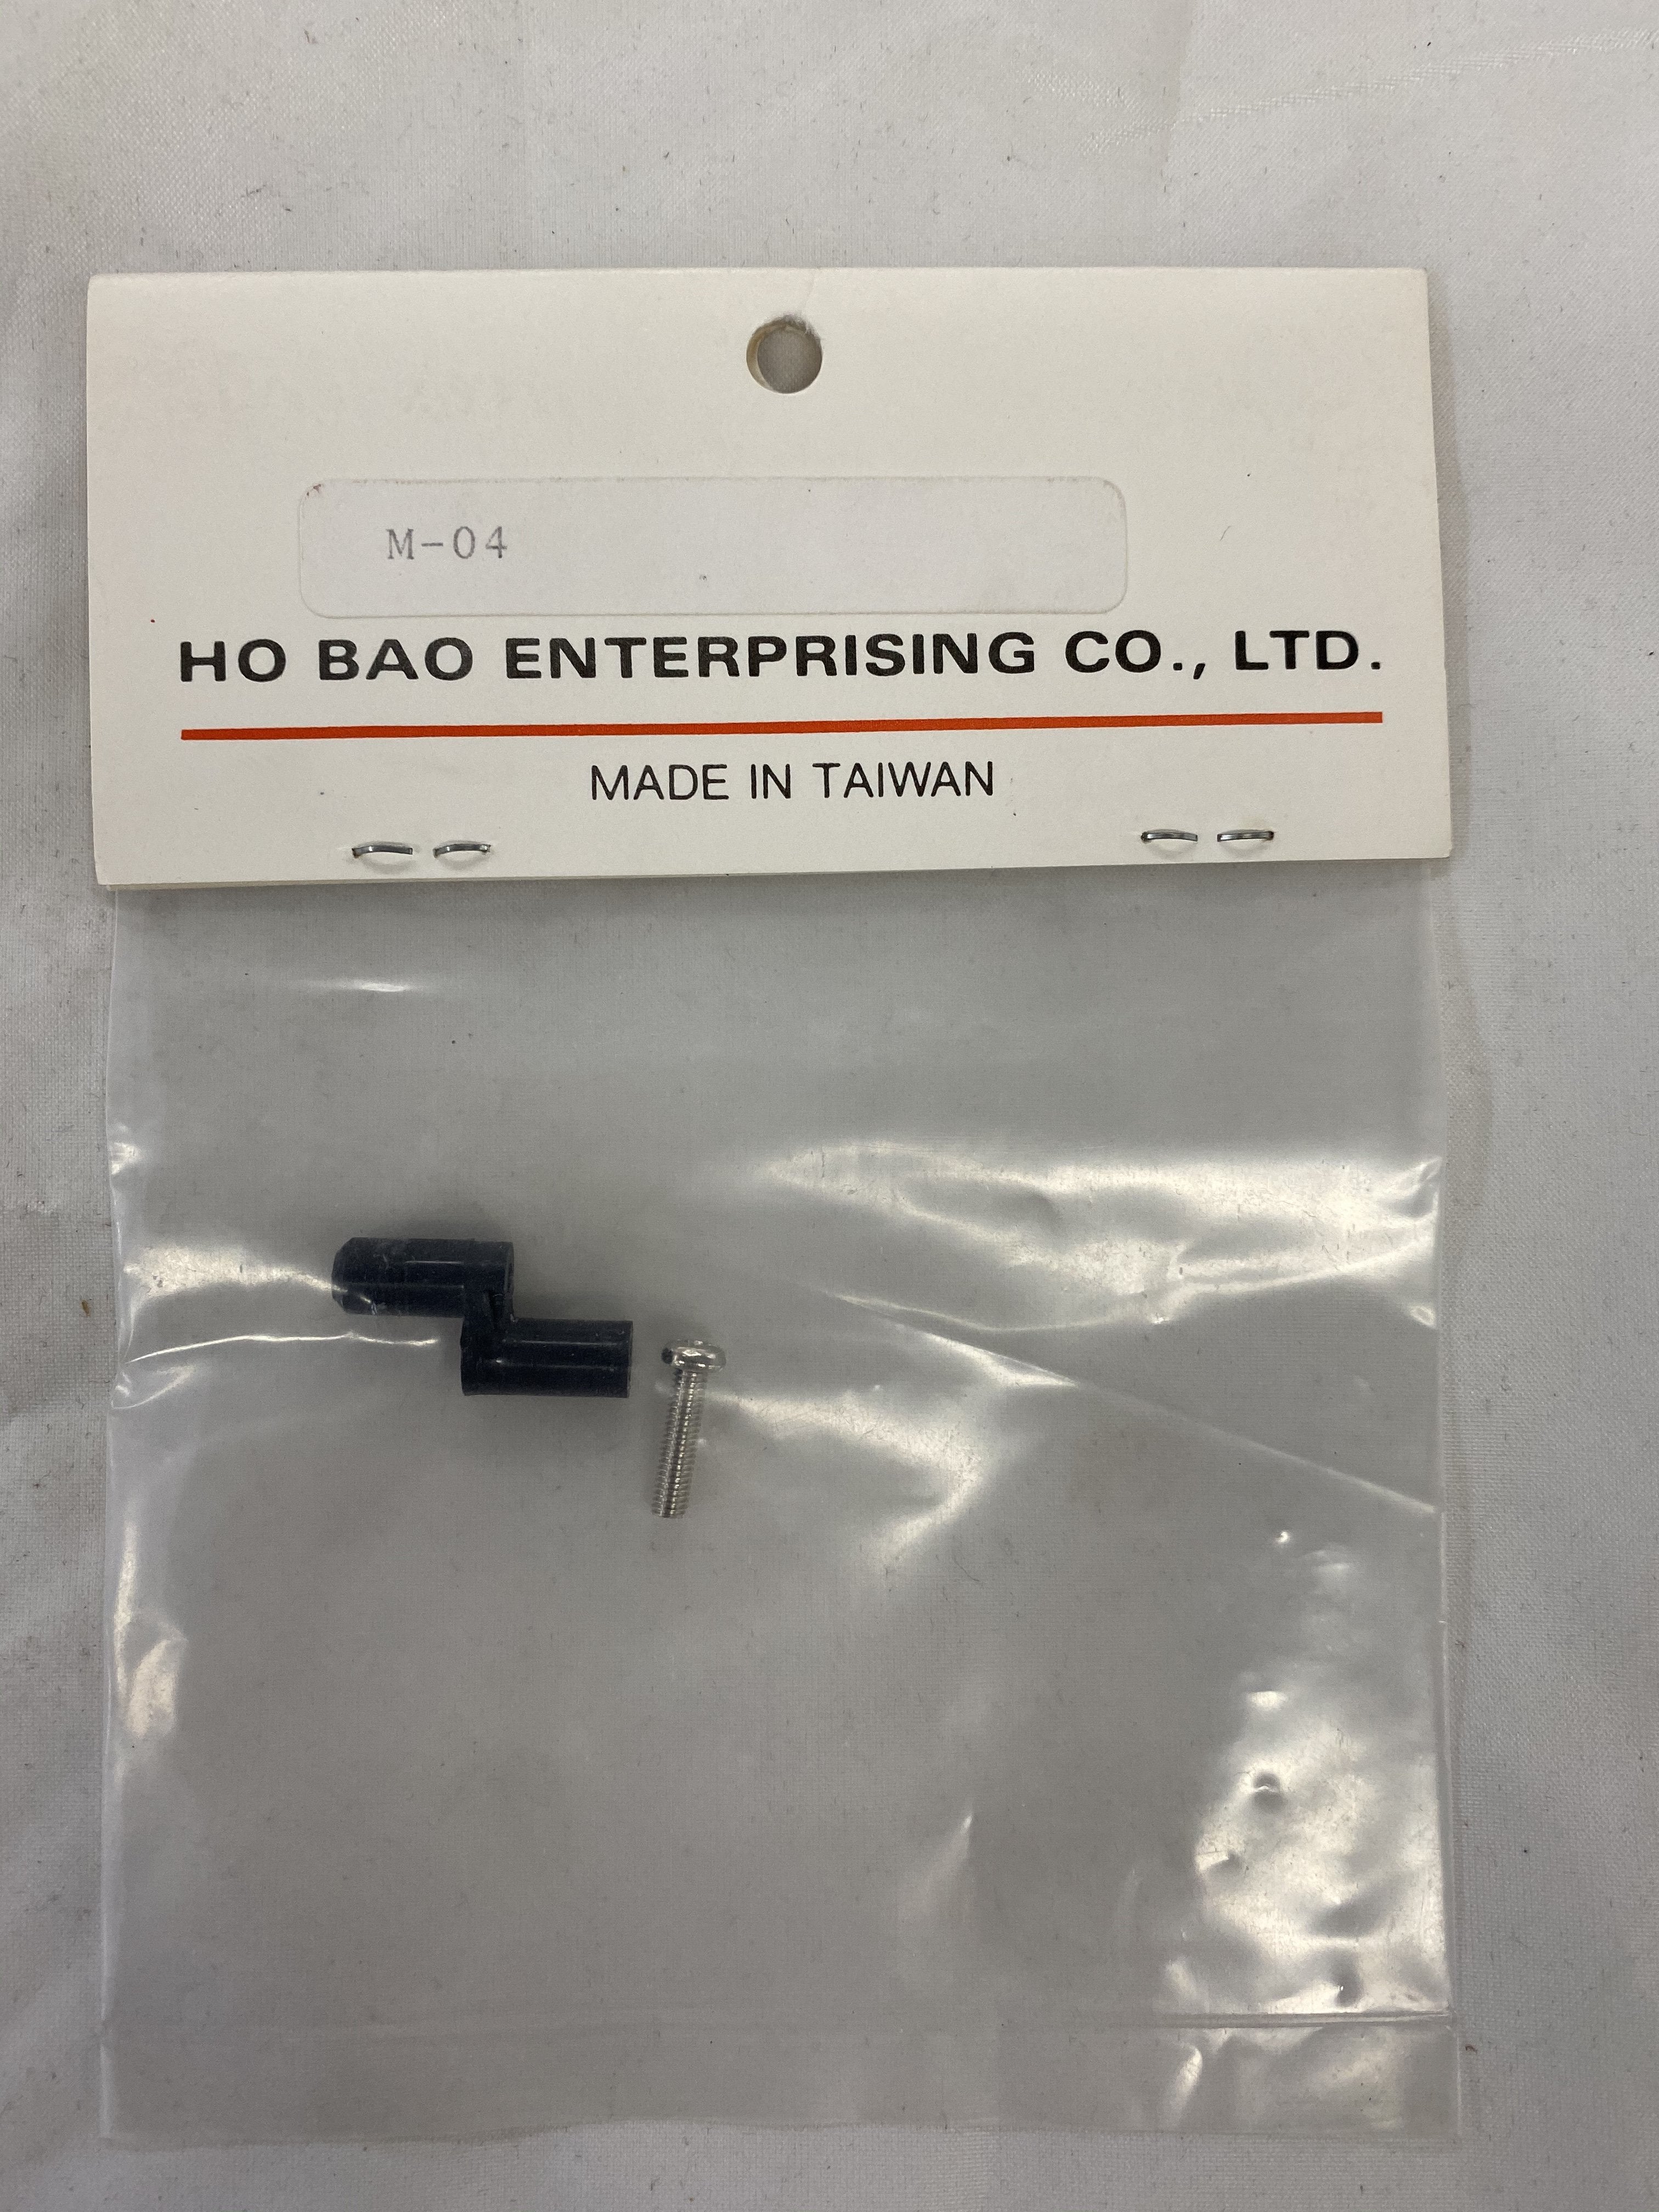 M-04
HO BAO ENTERPRISING CO., LTD.
MADE IN TAIWAN